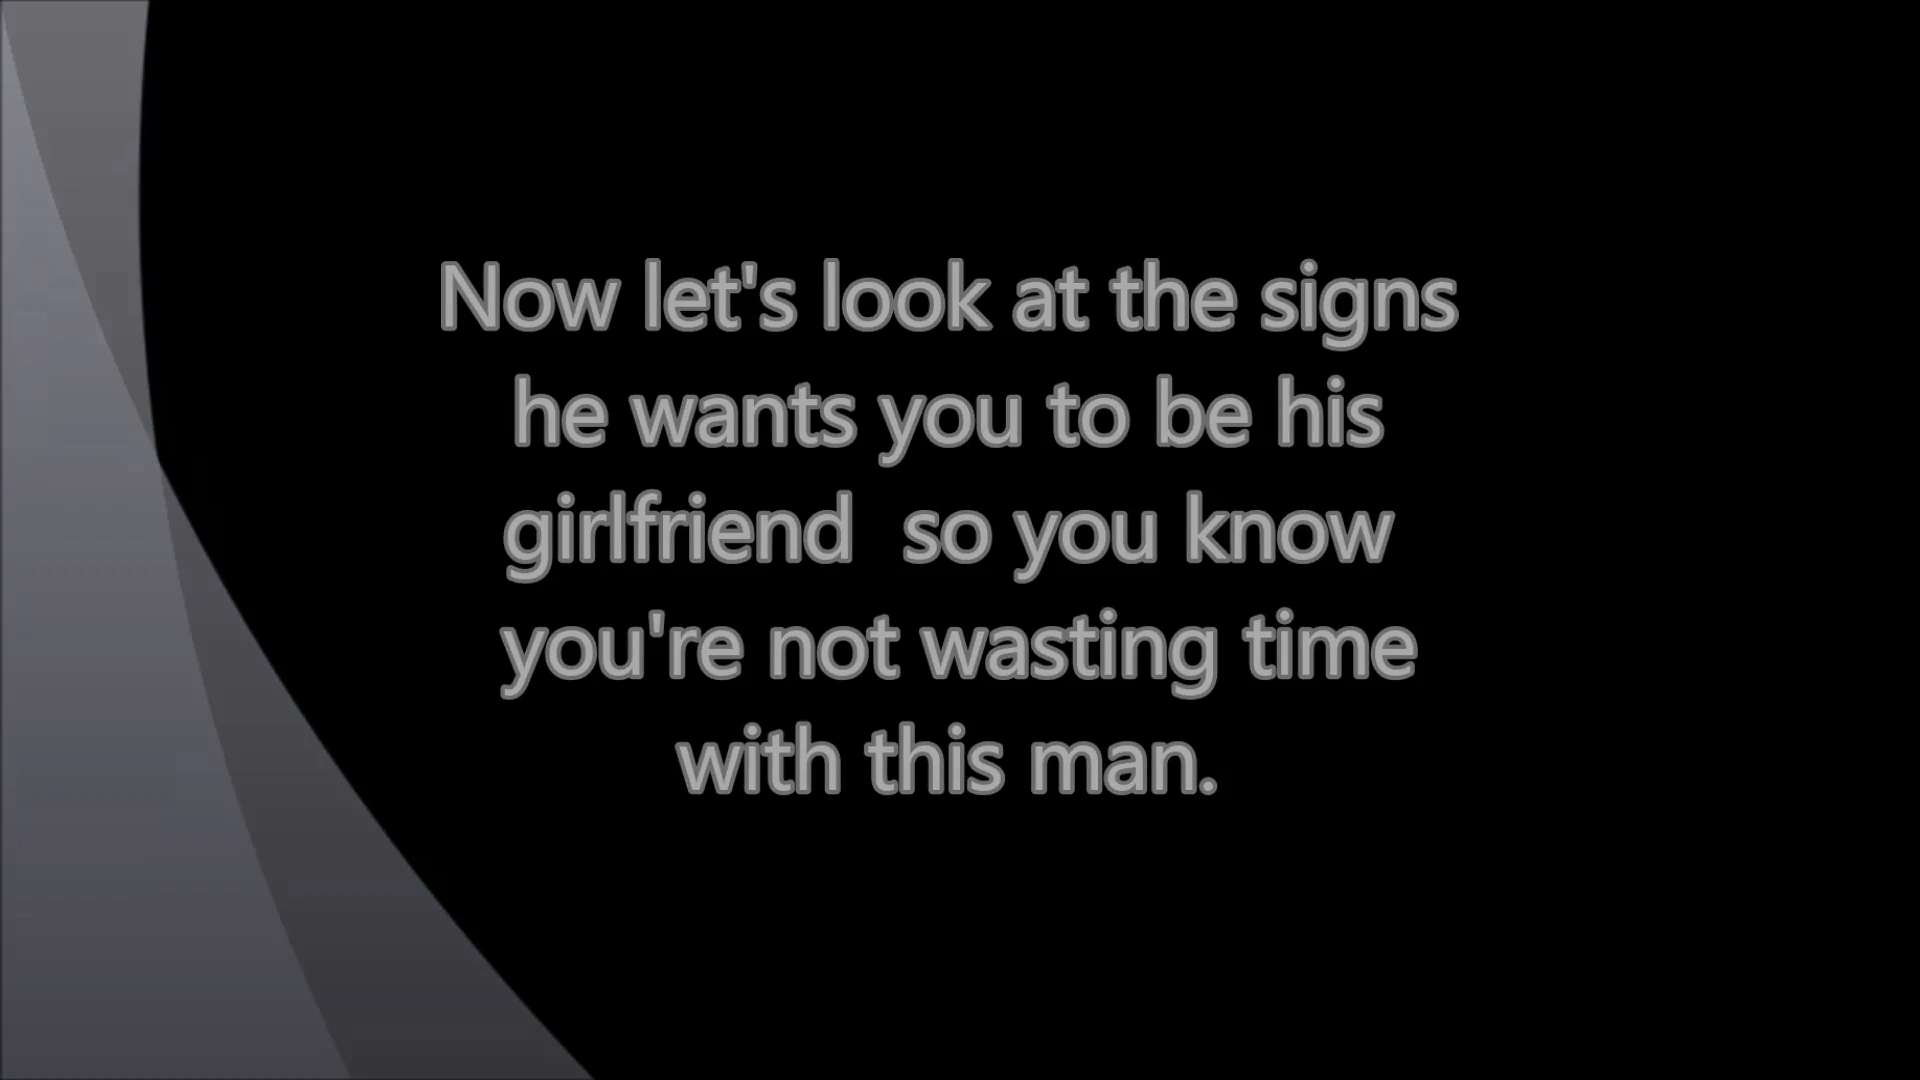 Now let's look at the signs
he wants you to be his
girlfriend  so you know
you're not wasting time
with this man.